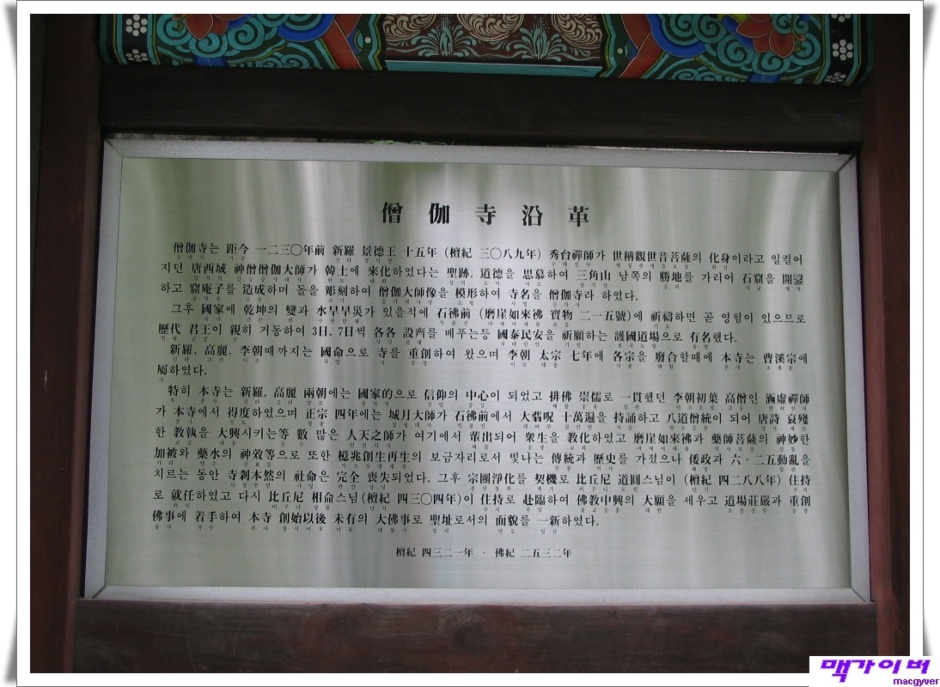 僧伽寺沿革
僧伽寺는 距今 一二三〇年前 新羅 景德王 十五年 (檀紀 三〇八九年) 秀台禪師가 世稱觀世音菩薩의 化身이라고 일컬어
지던 唐西城 神僧僧伽大師가 韓土에 來化하였다는 聖跡, 道德을 思慕하여 三角山 남쪽의 勝地를 가리어 石窟을 開鑿
하고 窟庵子를 造成하며 돌을 彫刻하여 僧伽大師像을 模形하여 寺名을 僧伽寺라 하였다.
그후 國家에 乾坤의 變과 水旱旱災가 있을적에 石彿前 (磨崖如來彿 寶物 二一五號)에 祈禱하면 곧 영험이 있으므로
歷代 君王이 親히 거동하여 3日, 7日씩 各各 設齊를 메푸는등 國泰民安을 祈願하는 護國道場으로 有名했다.
新羅, 高麗, 李朝때까지는 國命으로 寺를 重創하여 왔으며 李朝 太宗 七年에 各宗을 廢合할때에 本寺는 曹溪宗에
屬하였다.
特히 本寺는 新羅, 高麗 兩朝에는 國家的으로 信仰의 中心이 되었고 排佛 崇儒로 一貫했던 李朝初葉 高僧인 涵虛禪師
가 本寺에서 得度하였으며 正宗 四年에는 城月大師가 石彿前에서 大悲呪 十萬遍을 持誦하고 八道僧統이 되어 唐詩 哀殘
한 敎執을 大興시키는等 數 많은 人天之師가 여기에서 輩出되어 衆生을 敎化하였고 磨崖如來彿과 藥師菩薩의 神妙한
加被와 藥水의 神效等으로 또한 億兆創生再生의 보금자리로서 빛나는 傳統과 歷史를 가졌으나 倭政과 六·二五動亂을
치르는 동안 寺刹本然의 社命은 完全 喪失되었다. 그후 宗團淨化를 契機로 比丘尼 道圓스님이 (檀紀 四二八八年) 住持
로 就任하였고 다시 比丘尼 相侖스님(檀紀 四三〇四年)이 住持로 赴臨하여 佛敎中興의 大願을 세우고 道場莊嚴과 重創
佛事에 着手하여 本寺 創始以後 未有의 大佛事로 聖址로서의 面貌를 一新하였다.
檀紀 四三二一年 · 佛紀 二五三二年
맥가이버
macgyver